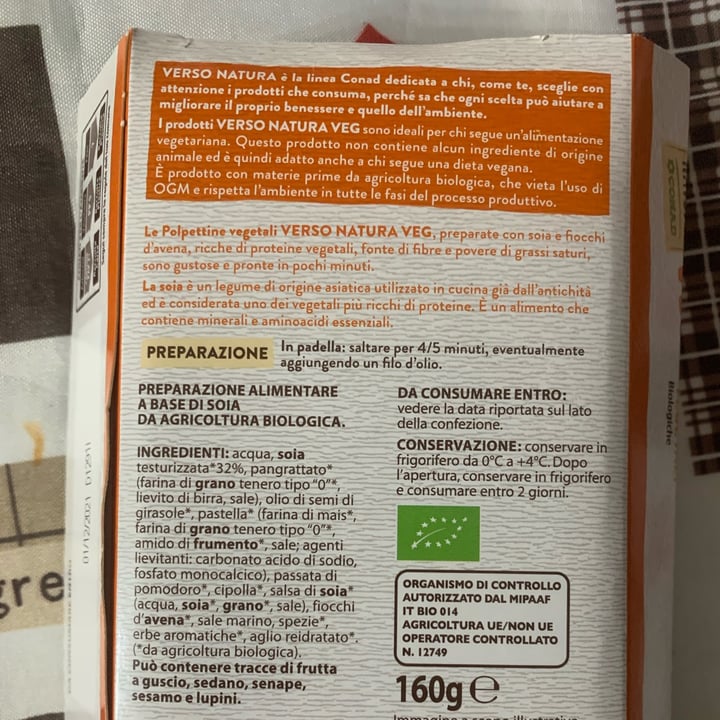 VERSO NATURA è la linea Conad dedicata a chi, come te, sceglie con
attenzione i prodotti che consuma, perché sa che ogni scelta può aiutare a
migliorare il proprio benessere e quello dell'ambiente.
I prodotti VERSO NATURA VEG sono ideali per chi segue un'alimentazione
vegetariana. Questo prodotto non contiene alcun ingrediente di origine
animale ed è quindi adatto anche a chi segue una dieta vegana.
È prodotto con materie prime da agricoltura biologica, che vieta l'uso di
OGM e rispetta l'ambiente in tutte le fasi del processo produttivo.
Le Polpettine vegetali VERSO NATURA VEG, preparate con soia e fiocchi
d'avena, ricche di proteine vegetali, fonte di fibre e povere di grassi saturi,
sono gustose e pronte in pochi minuti.
La soia è un legume di origine asiatica utilizzato in cucina già dall'antichità
ed è considerata uno dei vegetali più ricchi di proteine. È un alimento che
contiene minerali e aminoacidi essenziali.
PREPARAZIONE
In padella: saltare per 4/5 minuti, eventualmente
aggiungendo un filo d'olio.
PREPARAZIONE ALIMENTARE
A BASE DI SOIA
DA AGRICOLTURA BIOLOGICA.
INGREDIENTI: acqua, soia
testurizzata*32%, pangrattato*
(farina di grano tenero tipo "0"*,
lievito di birra, sale), olio di semi di
girasole*, pastella* (farina di mais*,
farina di grano tenero tipo "0"*,
amido di frumento*, sale; agenti
lievitanti: carbonato acido di sodio,
fosfato monocalcico), passata di
pomodoro*, cipolla*, salsa di soia*
(acqua, soia*, grano*, sale), fiocchi
d'avena*, sale marino, spezie*,
erbe aromatiche*, aglio reidratato*.
(*da agricoltura biologica).
Può contenere tracce di frutta
a guscio, sedano, senape,
sesamo e lupini.
DA CONSUMARE ENTRO:
vedere la data riportata sul lato
della confezione.
CONSERVAZIONE: conservare in
frigorifero da 0°C a +4°C. Dopo
l'apertura, conservare in frigorifero
e consumare entro 2 giorni.
ORGANISMO DI CONTROLLO
AUTORIZZATO DAL MIPAAF
IT BIO 014
AGRICOLTURA UE/NON UE
OPERATORE CONTROLLATO
N. 12749
160g e
Immagine a scopo illustrativo
01/12/2021 D12911
Biologiche
gre